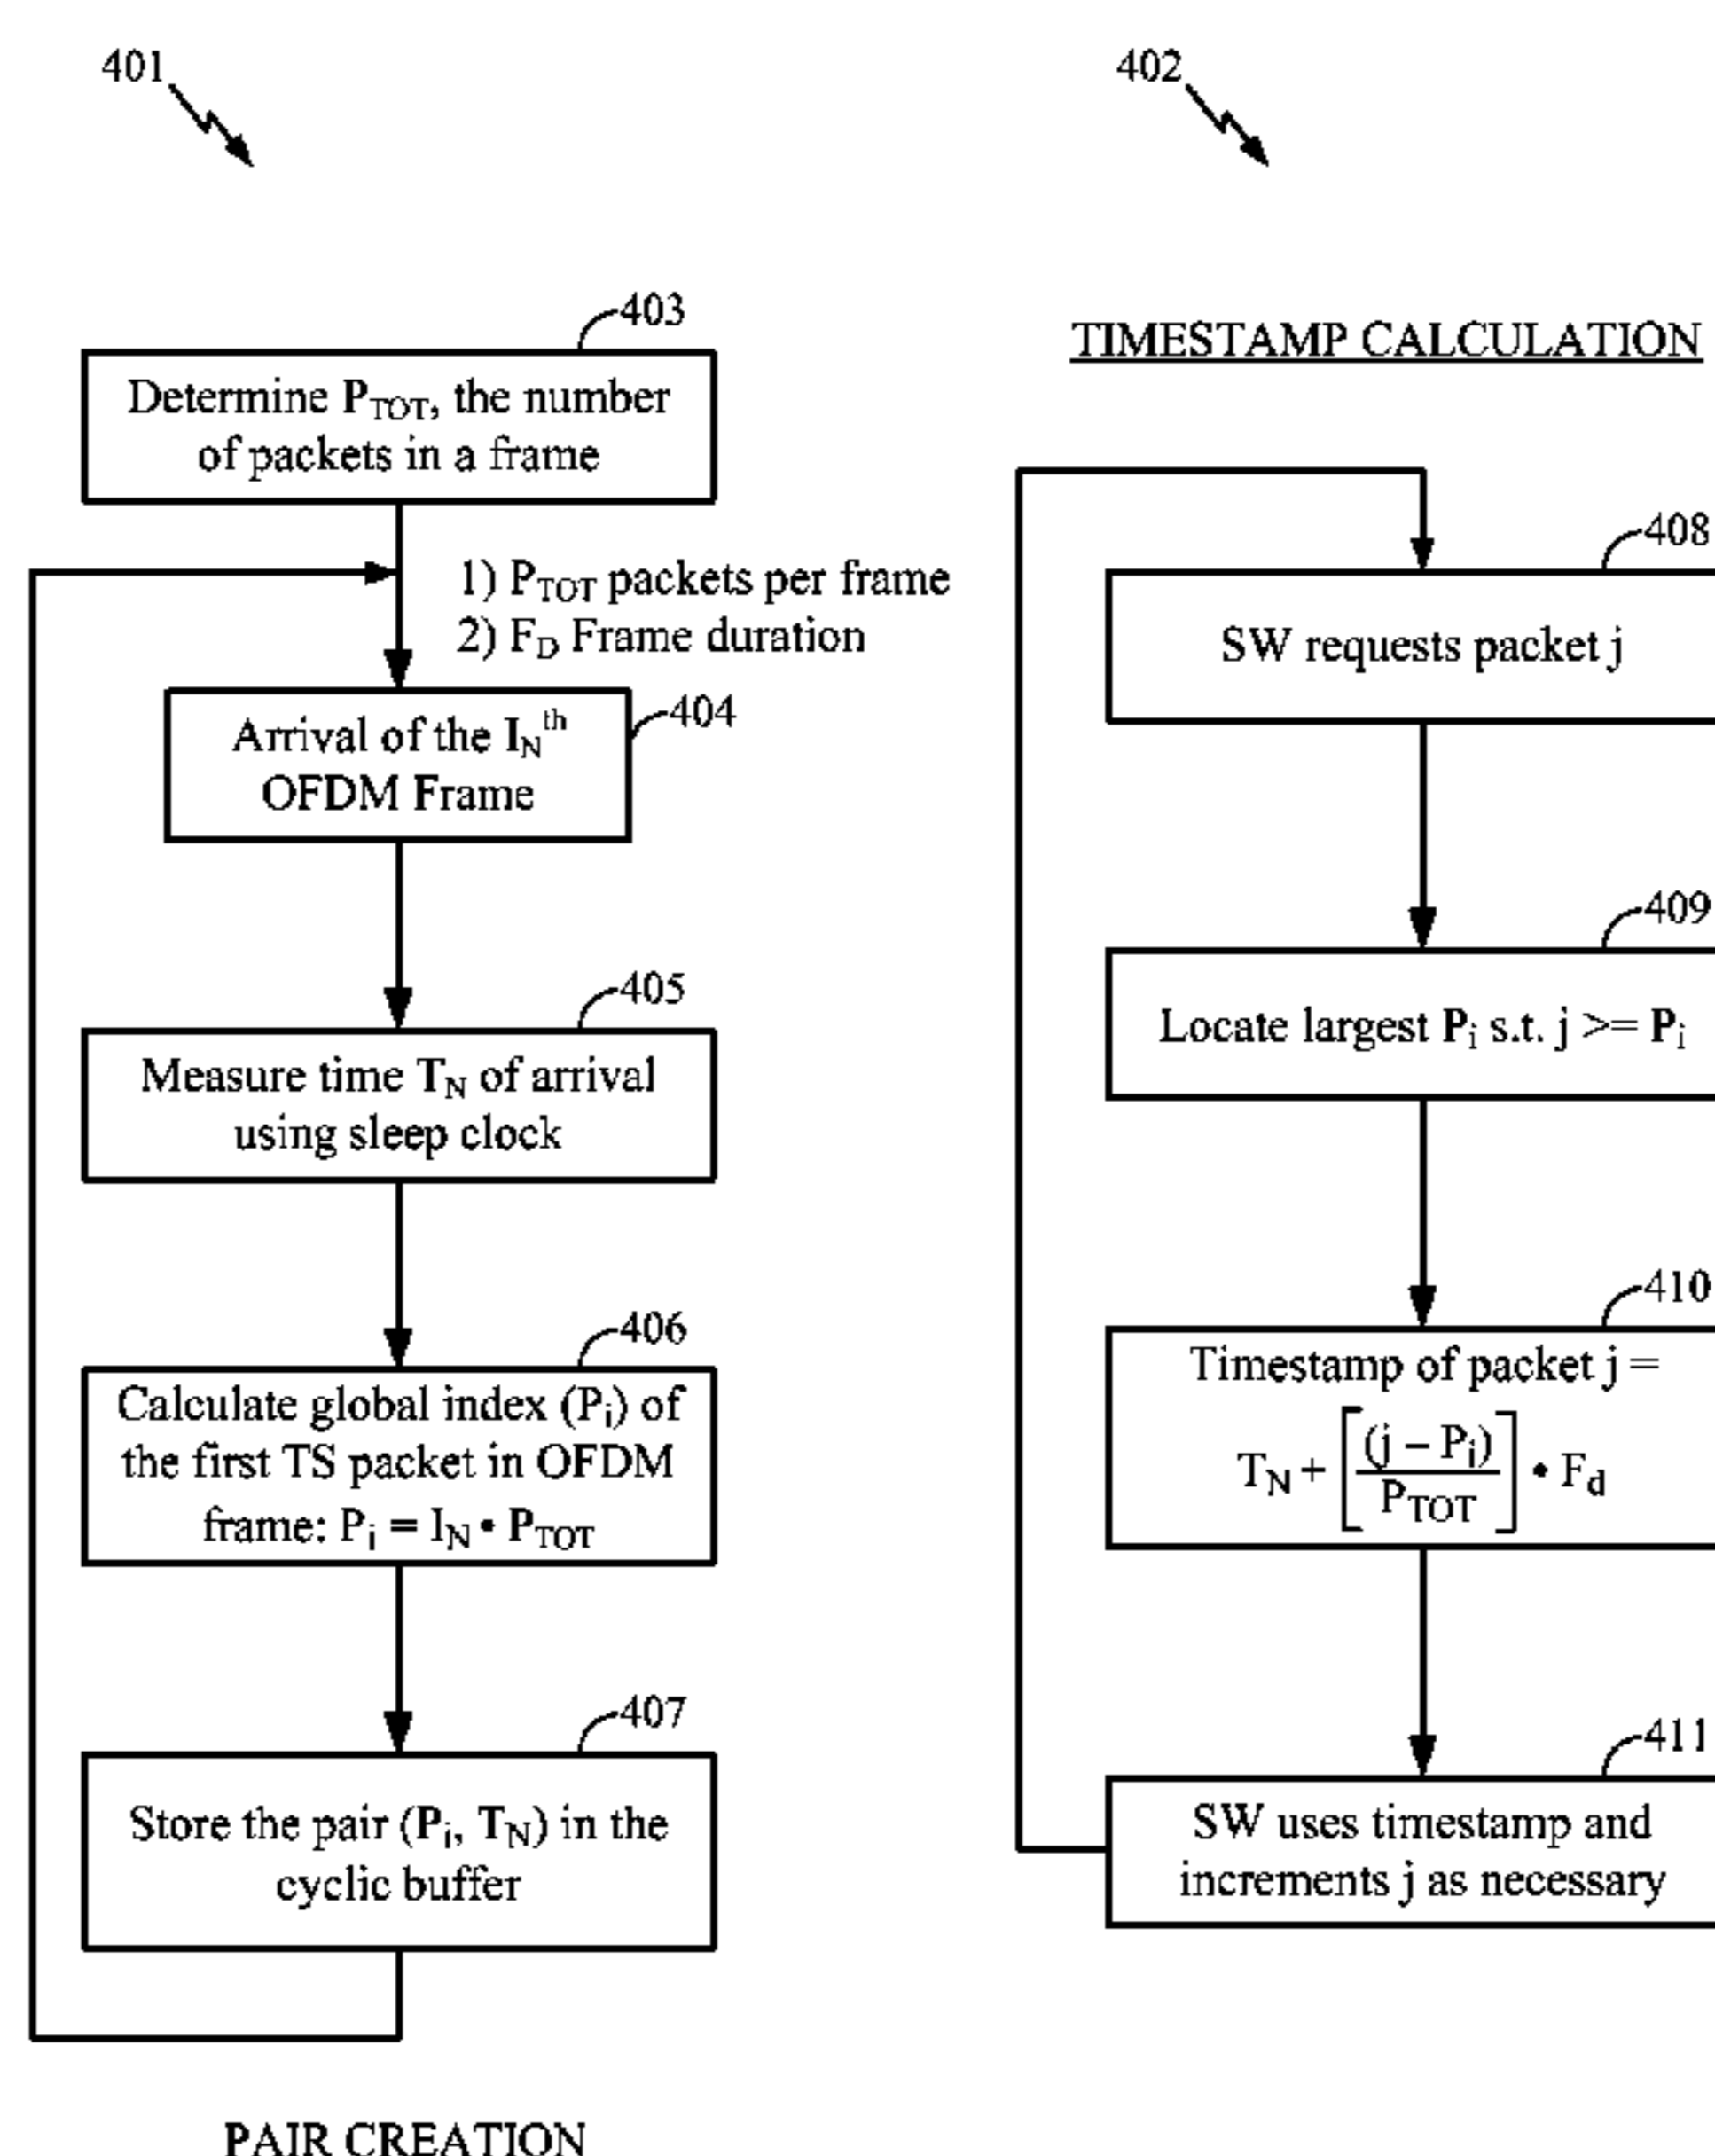 401
403
Determine P_TOT, the number
of packets in a frame
1) P_TOT packets per frame
2) F_D Frame duration
404
Arrival of the I_N^th
OFDM Frame
405
Measure time T_N of arrival
using sleep clock
406
Calculate global index (P_i) of
the first TS packet in OFDM
frame: P_i = I_N • P_TOT
407
Store the pair (P_i, T_N) in the
cyclic buffer
PAIR CREATION
402
TIMESTAMP CALCULATION
408
SW requests packet j
409
Locate largest P_i s.t. j >= P_i
410
Timestamp of packet j =
T_N + [(j – P_i) / P_TOT] • F_d
411
SW uses timestamp and
increments j as necessary